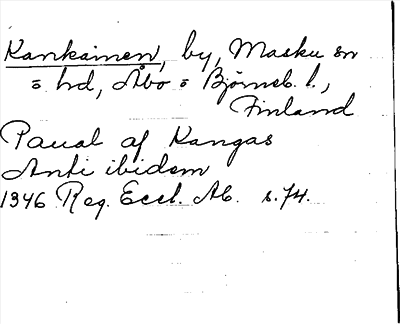 Kankainen, by, Masku sn
o hd, Åbo o Björneb. l.,
Finland
Paual af Kangas
Anti ibidem
1346 Reg. Eccl. Ab. s. 74.